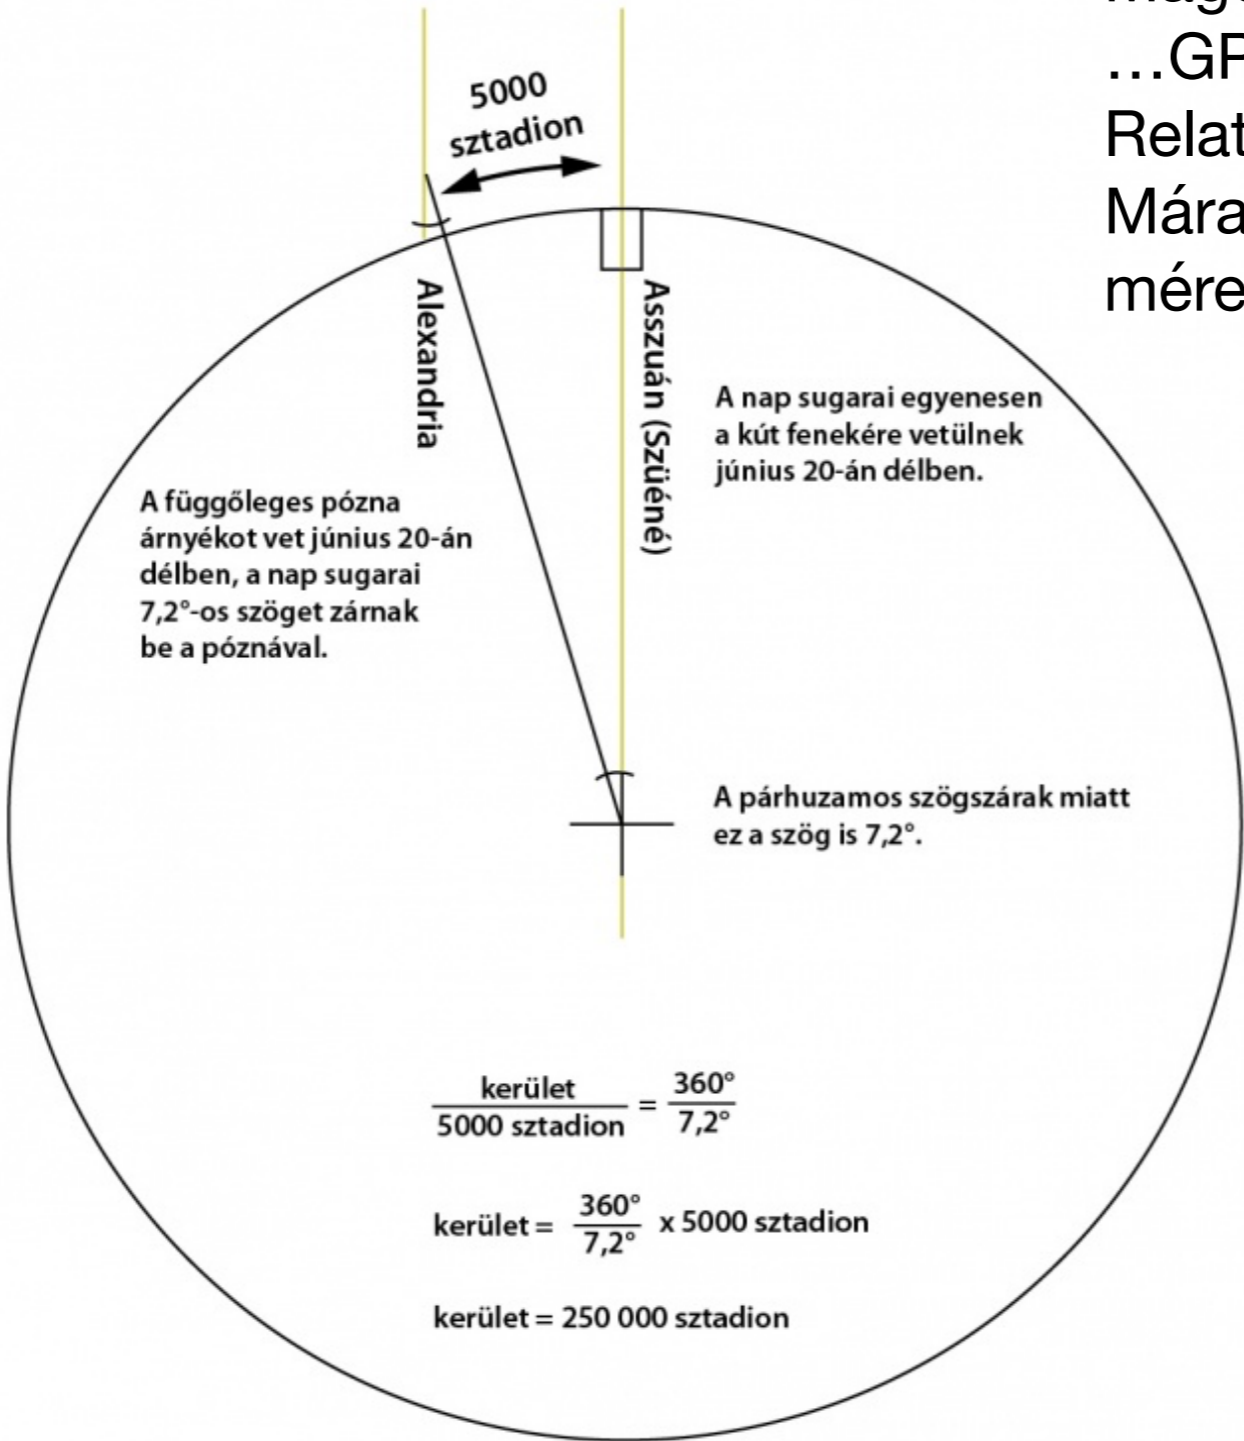 …GP
Relat
Mára
mére
5000
sztadion
Alexandria
Asszuán (Szüéné)
A nap sugarai egyenesen
a kút fenekére vetülnek
június 20-án délben.
A függőleges pózna
árnyékot vet június 20-án
délben, a nap sugarai
7,2°-os szöget zárnak
be a póznával.
A párhuzamos szögszárak miatt
ez a szög is 7,2°.
kerület / 5000 sztadion = 360° / 7,2°
kerület = 360° / 7,2° x 5000 sztadion
kerület = 250 000 sztadion